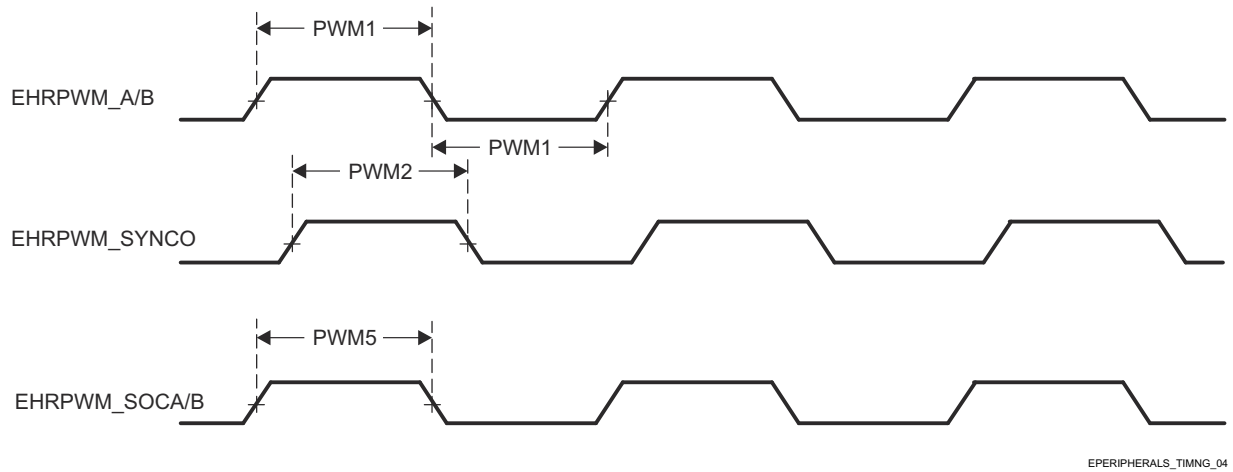 PWM1
EHRPWM_A/B
PWM1
PWM2
EHRPWM_SYNCO
PWM5
EHRPWM_SOCA/B
EPERIPHERALS_TIMNG_04